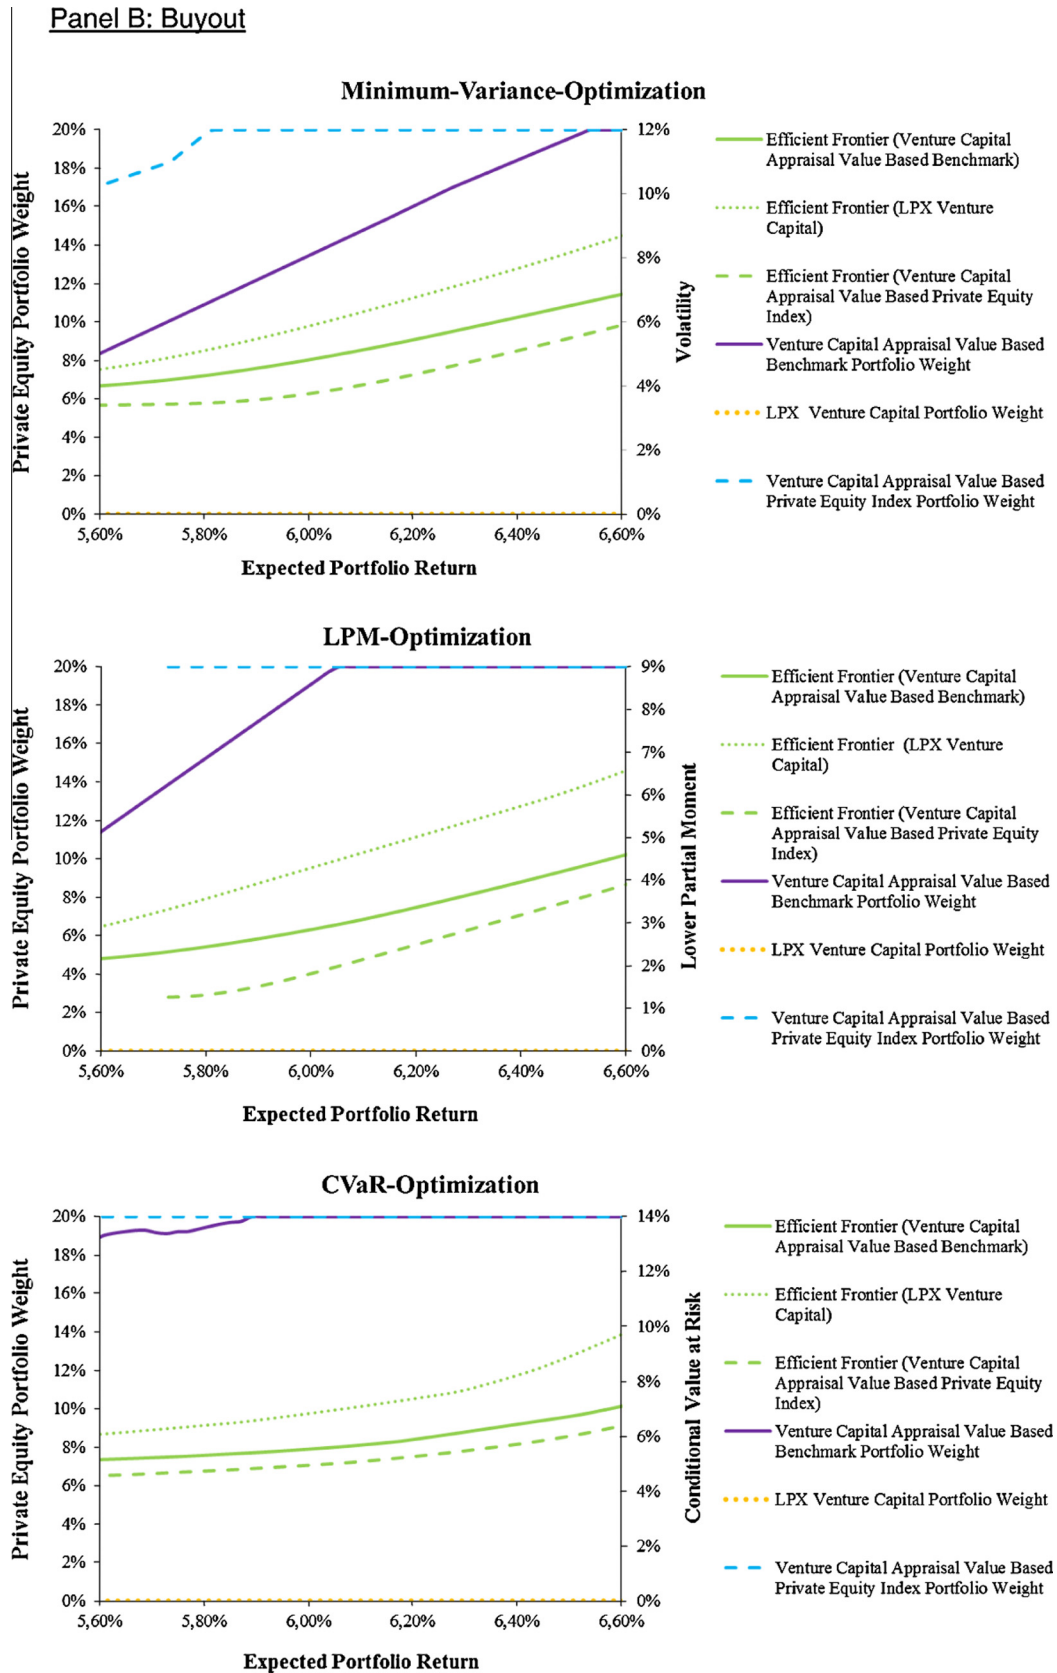 Panel B: Buyout
Minimum-Variance-Optimization
Private Equity Portfolio Weight
20%
18%
16%
14%
12%
10%
8%
6%
4%
2%
0%
12%
10%
8%
6%
4%
2%
0%
Volatility
5,60% 5,80% 6,00% 6,20% 6,40% 6,60%
Expected Portfolio Return
Efficient Frontier (Venture Capital
Appraisal Value Based Benchmark)
Efficient Frontier (LPX Venture
Capital)
Efficient Frontier (Venture Capital
Appraisal Value Based Private Equity
Index)
Venture Capital Appraisal Value Based
Benchmark Portfolio Weight
LPX Venture Capital Portfolio Weight
Venture Capital Appraisal Value Based
Private Equity Index Portfolio Weight
LPM-Optimization
Private Equity Portfolio Weight
20%
18%
16%
14%
12%
10%
8%
6%
4%
2%
0%
9%
8%
7%
6%
5%
4%
3%
2%
1%
0%
Lower Partial Moment
5,60% 5,80% 6,00% 6,20% 6,40% 6,60%
Expected Portfolio Return
Efficient Frontier (Venture Capital
Appraisal Value Based Benchmark)
Efficient Frontier (LPX Venture
Capital)
Efficient Frontier (Venture Capital
Appraisal Value Based Private Equity
Index)
Venture Capital Appraisal Value Based
Benchmark Portfolio Weight
LPX Venture Capital Portfolio Weight
Venture Capital Appraisal Value Based
Private Equity Index Portfolio Weight
CVaR-Optimization
Private Equity Portfolio Weight
20%
18%
16%
14%
12%
10%
8%
6%
4%
2%
0%
14%
12%
10%
8%
6%
4%
2%
0%
Conditional Value at Risk
5,60% 5,80% 6,00% 6,20% 6,40% 6,60%
Expected Portfolio Return
Efficient Frontier (Venture Capital
Appraisal Value Based Benchmark)
Efficient Frontier (LPX Venture
Capital)
Efficient Frontier (Venture Capital
Appraisal Value Based Private Equity
Index)
Venture Capital Appraisal Value Based
Benchmark Portfolio Weight
LPX Venture Capital Portfolio Weight
Venture Capital Appraisal Value Based
Private Equity Index Portfolio Weight